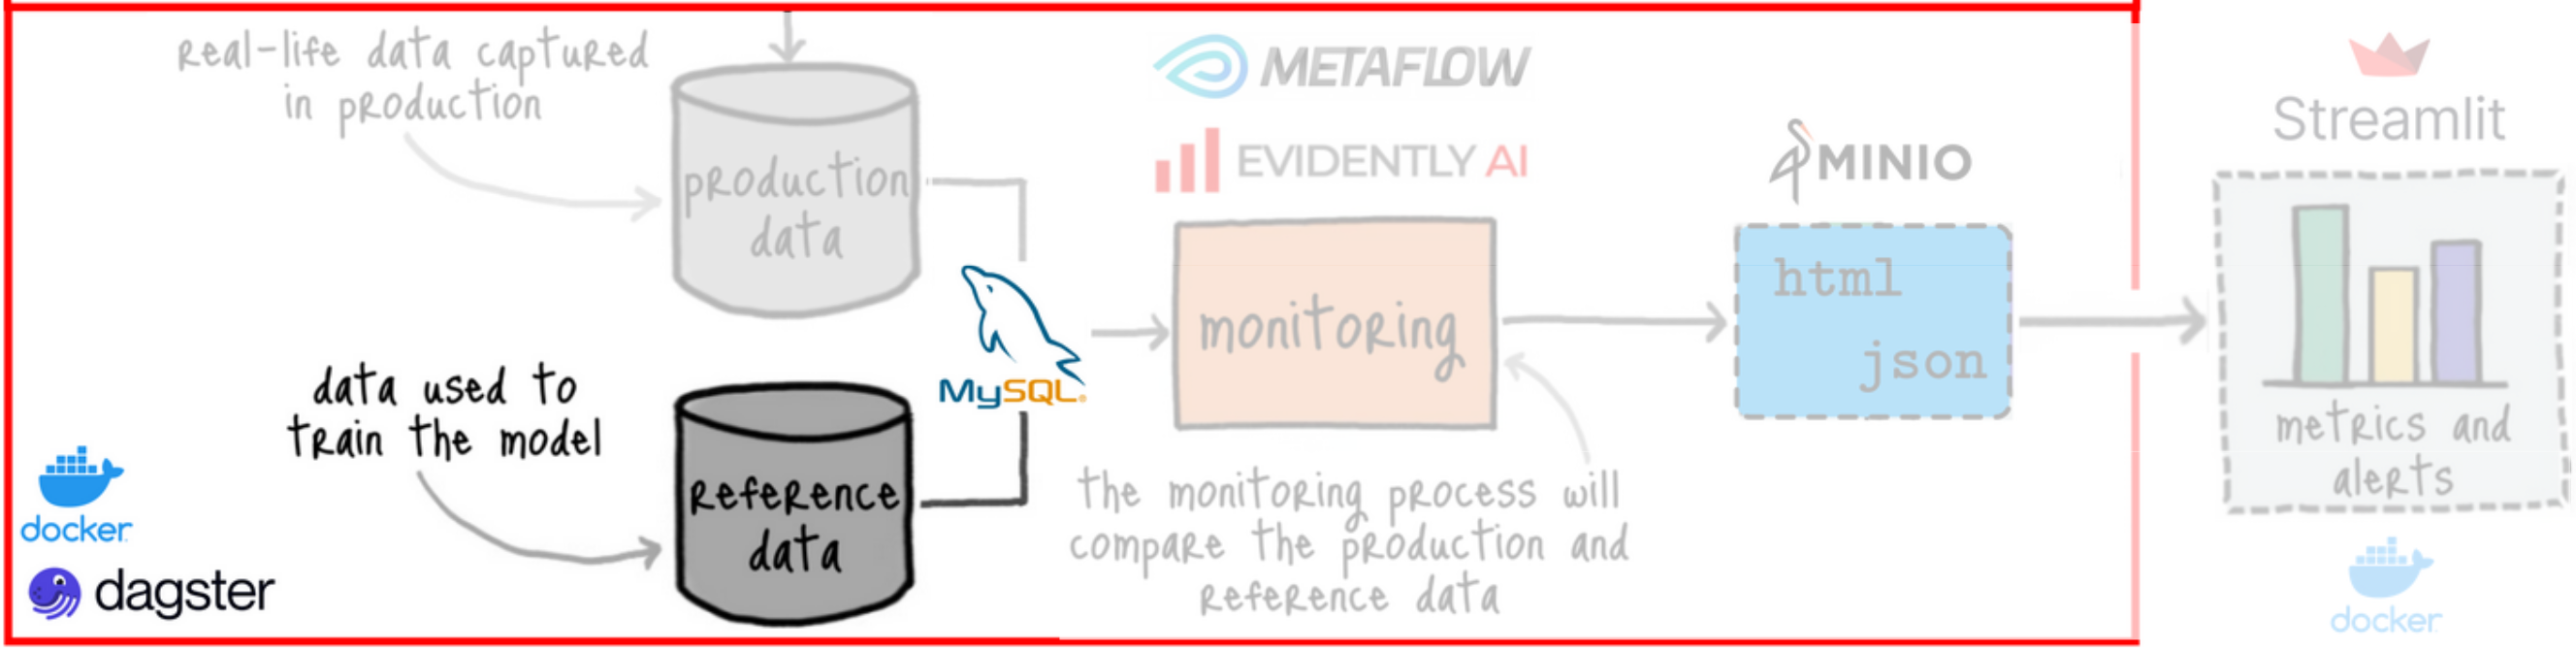 real-life data captured
in production
production
data
data used to
train the model
reference
data
docker
dagster
MySQL®
METAFLOW
EVIDENTLY AI
monitoring
the monitoring process will
compare the production and
reference data
MINIO
html
json
Streamlit
metrics and
alerts
docker